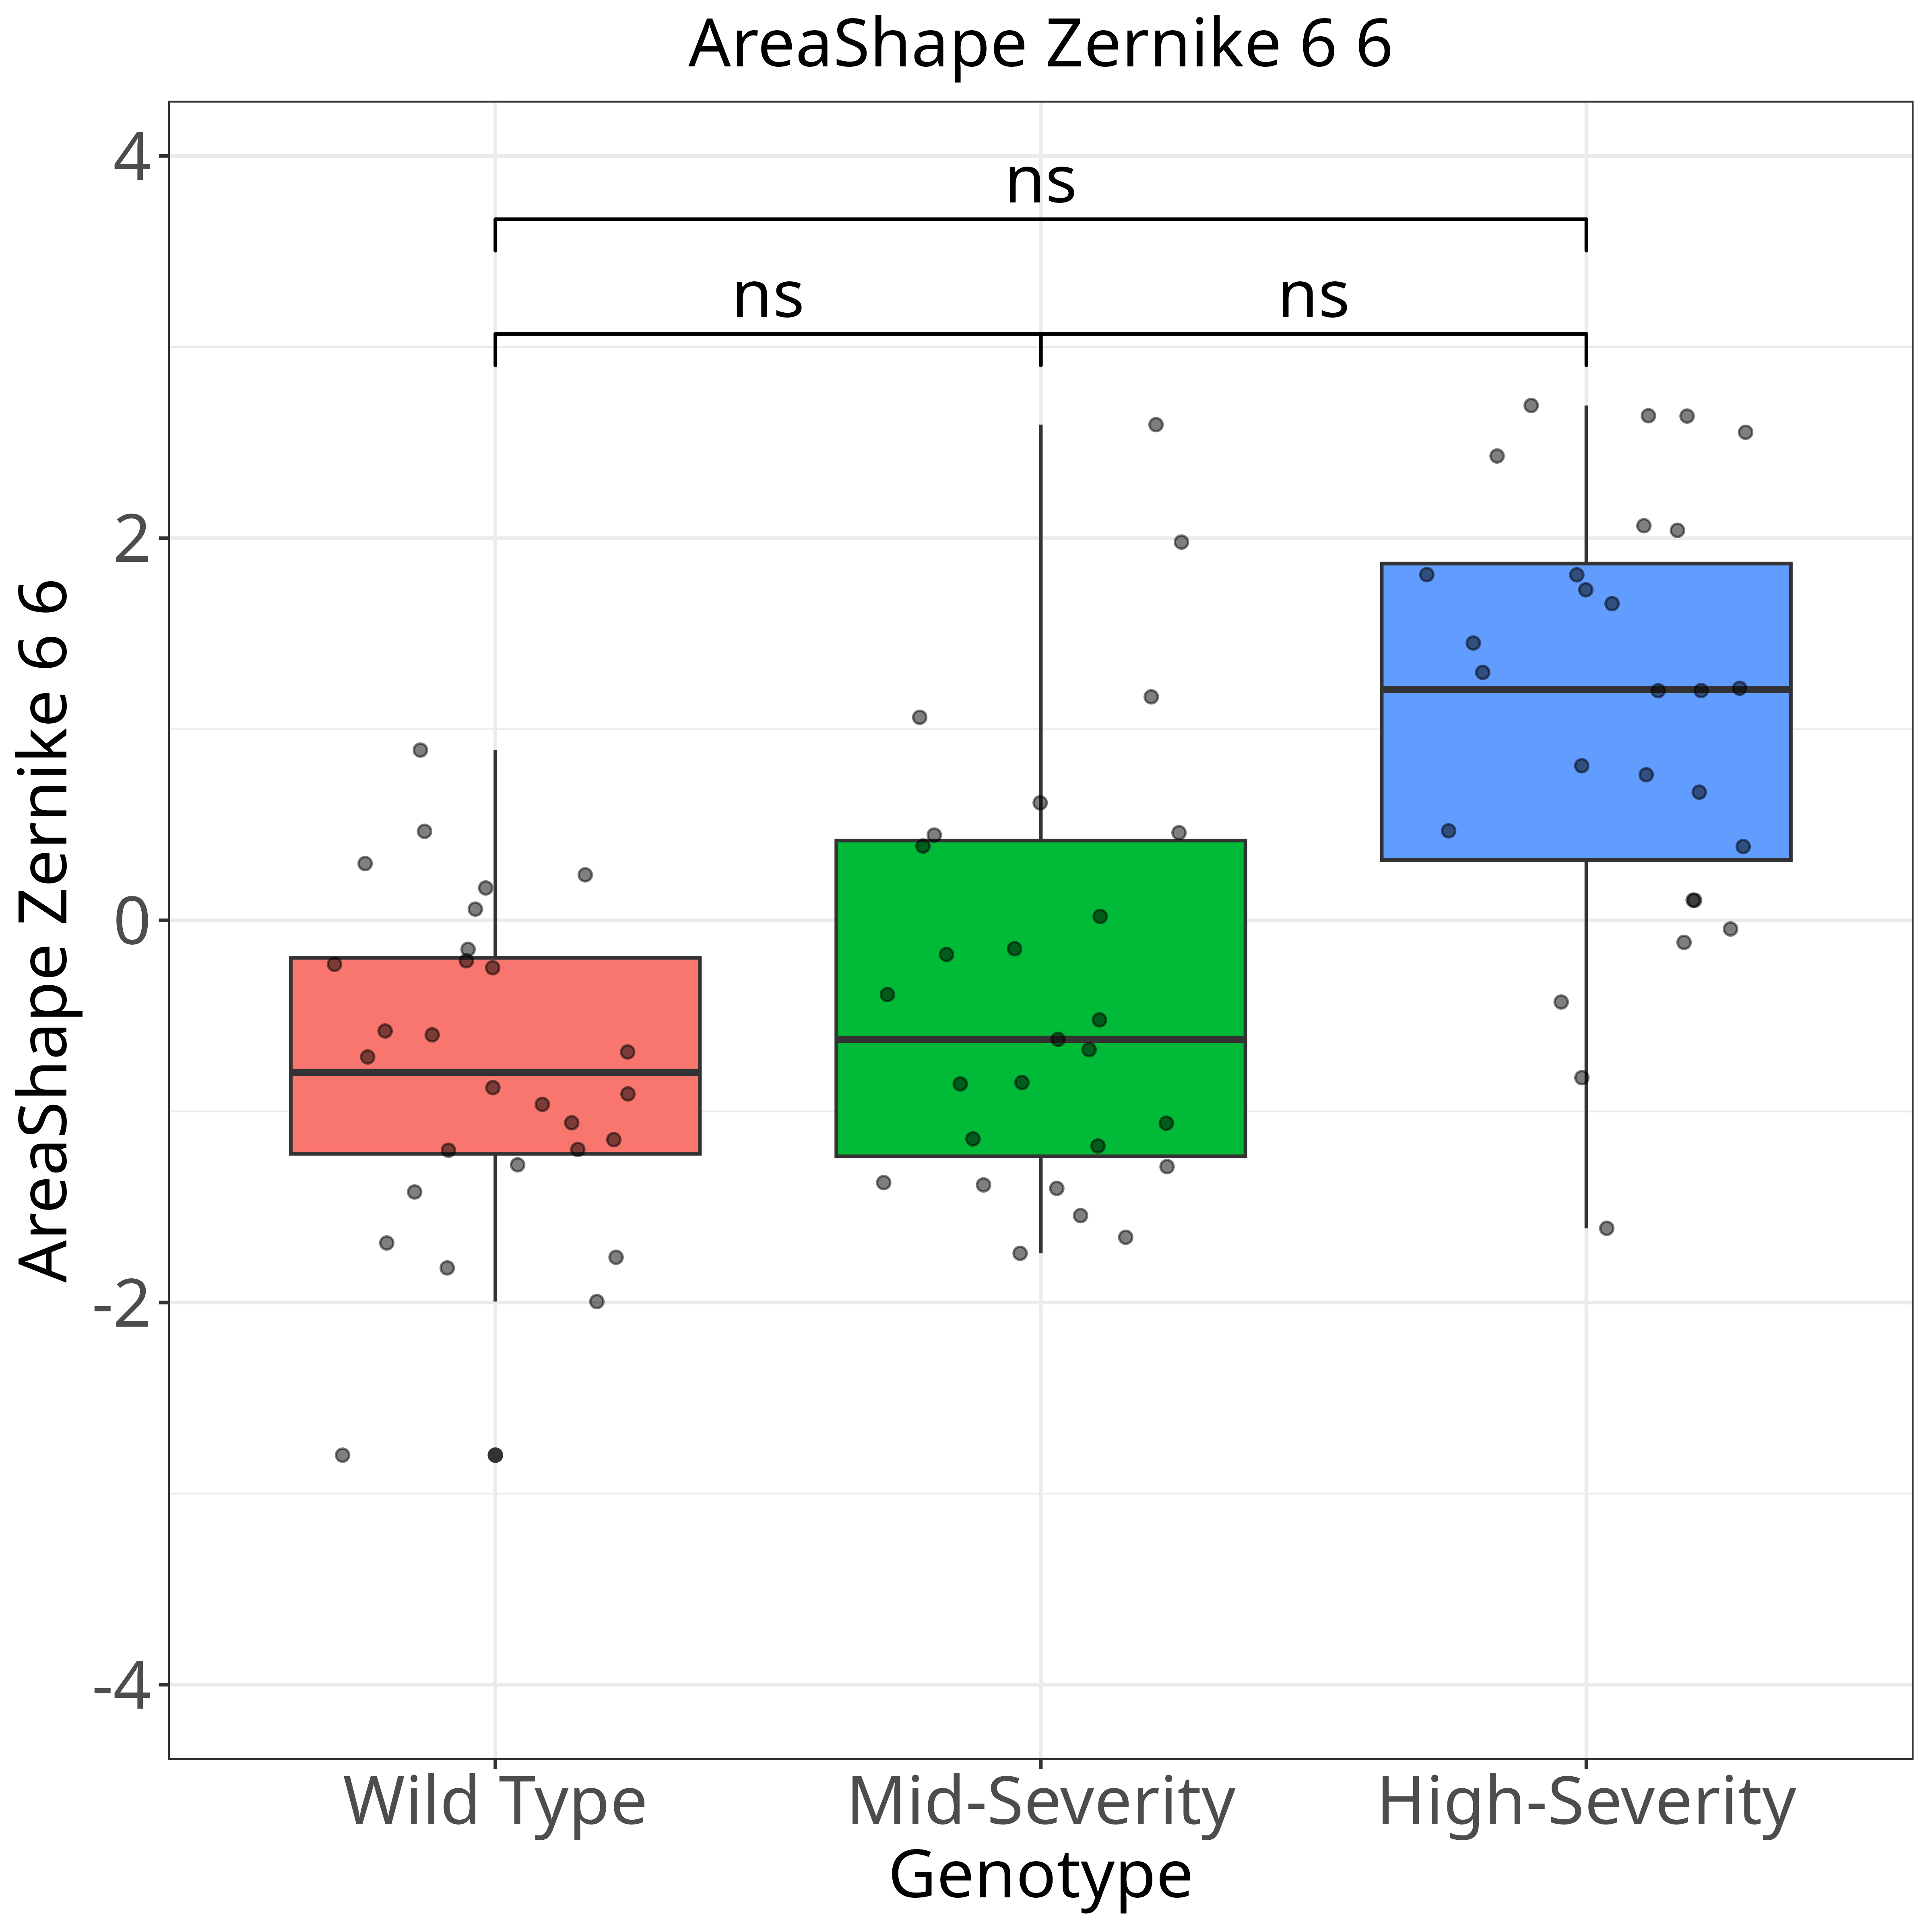 AreaShape Zernike 6 6
AreaShape Zernike 6 6
4
2
0
-2
-4
ns
ns ns
Wild Type Mid-Severity High-Severity
Genotype